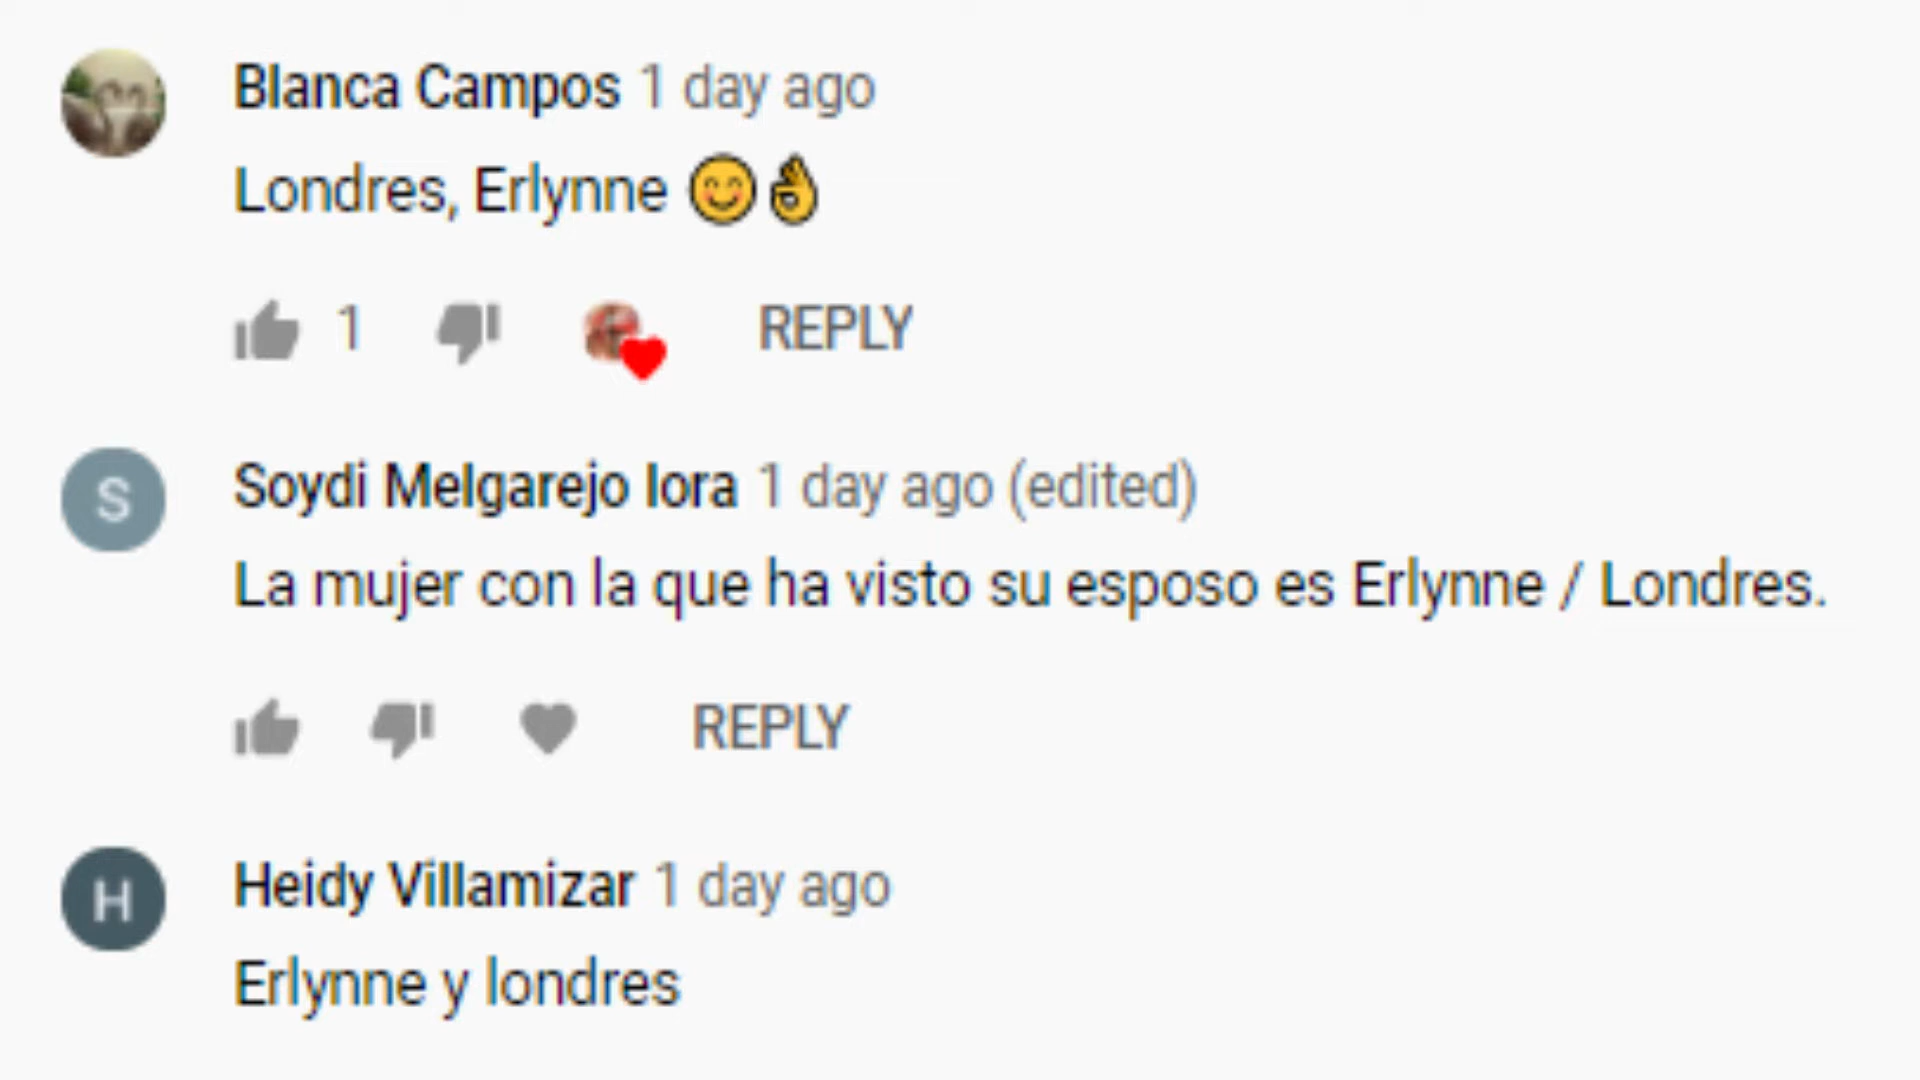 Blanca Campos 1 day ago
Londres, Erlynne 😊👌
1 REPLY
S
Soydi Melgarejo lora 1 day ago (edited)
La mujer con la que ha visto su esposo es Erlynne / Londres.
REPLY
H
Heidy Villamizar 1 day ago
Erlynne y londres